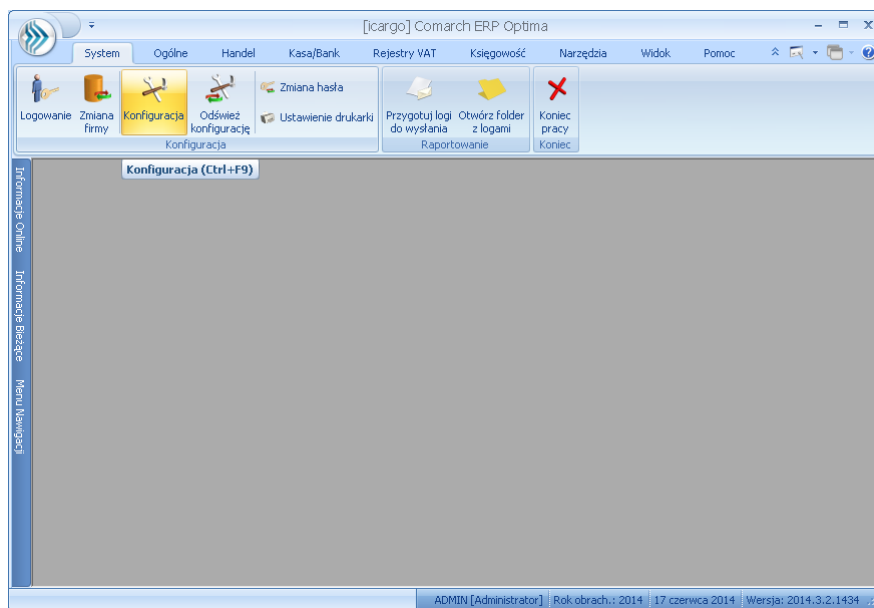 [icargo] Comarch ERP Optima
System Ogólne Handel Kasa/Bank Rejestry VAT Księgowość Narzędzia Widok Pomoc
Logowanie
Zmiana
firmy
Konfiguracja
Odśwież
konfigurację
Zmiana hasła
Ustawienie drukarki
Konfiguracja
Przygotuj logi
do wysłania
Otwórz folder
z logami
Raportowanie
Koniec
pracy
Koniec
Konfiguracja (Ctrl+F9)
Informacje Online
Informacje Bieżące
Menu Nawigacji
ADMIN [Administrator] Rok obrach.: 2014 17 czerwca 2014 Wersja: 2014.3.2.1434